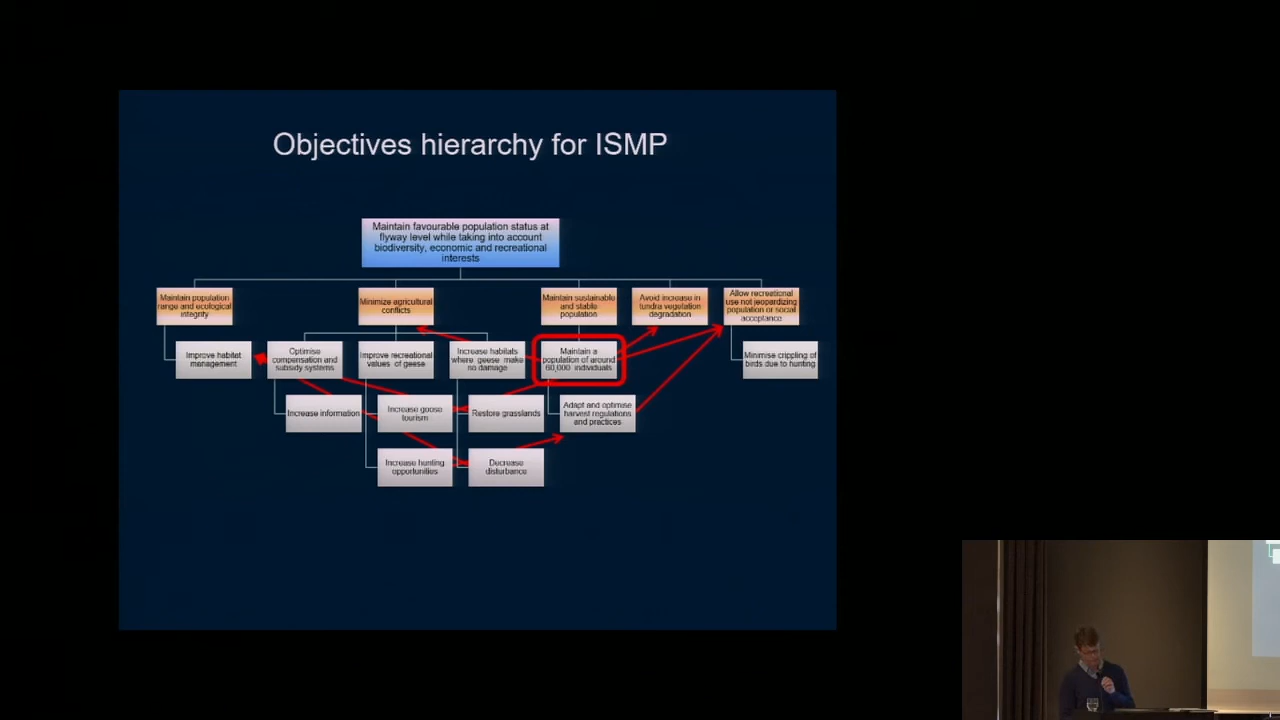 Objectives hierarchy for ISMP
Maintain favourable population status at
flyway level while taking into account
biodiversity, economic and recreational
interests
Maintain population
range and ecological
integrity
Minimize agricultural
conflicts
Maintain sustainable
and stable
population
Avoid increase in
tundra vegetation
degradation
Allow recreational
use not jeopardizing
population or social
acceptance
Improve habitat
management
Optimise
compensation and
subsidy systems
Improve recreational
values of geese
Increase habitats
where geese make
no damage
Maintain a
population of around
60,000 individuals
Minimise crippling of
birds due to hunting
Increase information
Increase goose
tourism
Restore grasslands
Adapt and optimise
harvest regulations
and practices
Increase hunting
opportunities
Decrease
disturbance